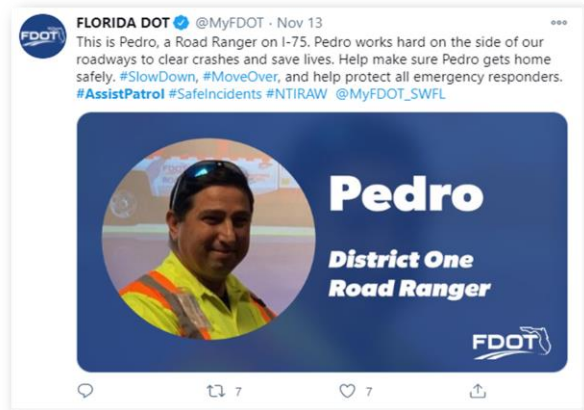 FLORIDA DOT @MyFDOT · Nov 13
This is Pedro, a Road Ranger on I-75. Pedro works hard on the side of our
roadways to clear crashes and save lives. Help make sure Pedro gets home
safely. #SlowDown, #MoveOver, and help protect all emergency responders.
#AssistPatrol #SafeIncidents #NTIRAW @MyFDOT_SWFL
FDOT
Pedro
District One
Road Ranger
FDOT
7
7